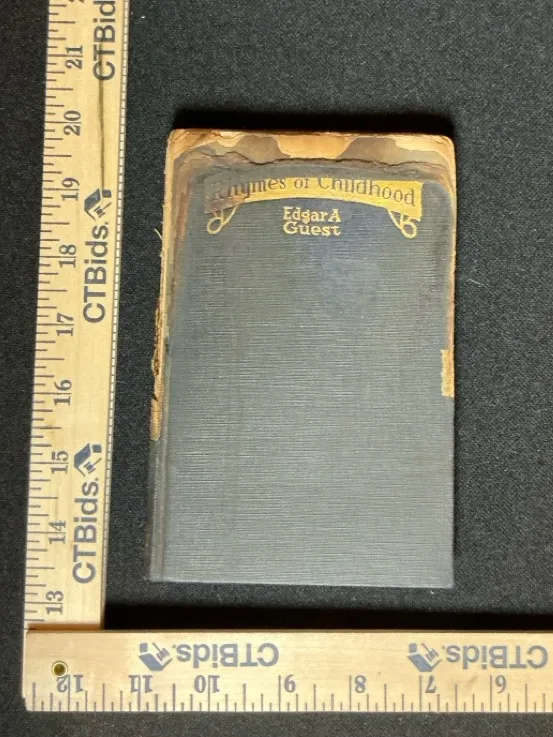 Rhymes of Childhood
Edgar A
Guest
21
20
19
18
17
16
15
14
13
CTBids
CTBids.
CTBids.
12
11
10
9
8
7
6
CTBids.
CTBids.